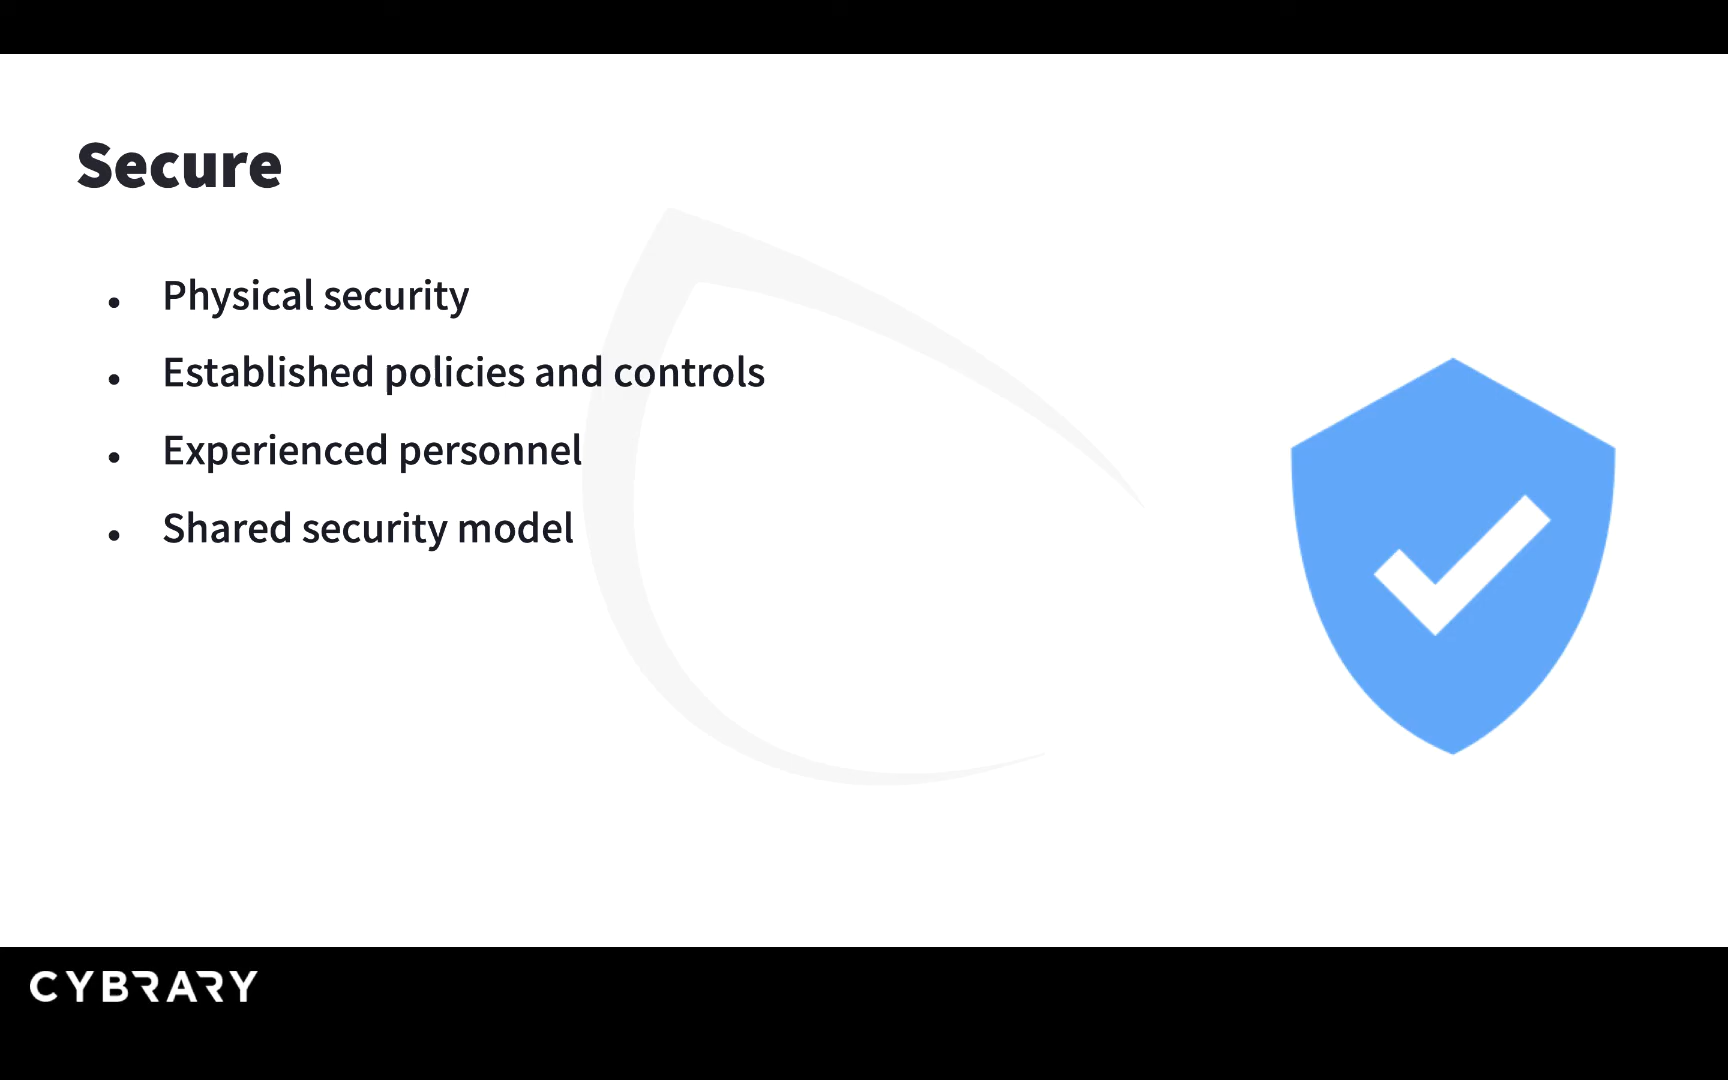 Secure
• Physical security
• Established policies and controls
• Experienced personnel
• Shared security model
CYBRARY